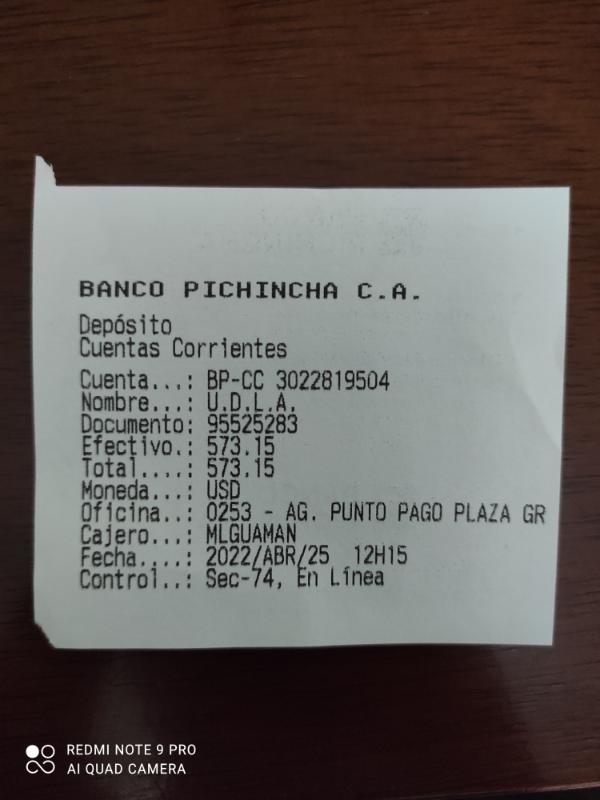 BANCO PICHINCHA C.A.
Depósito
Cuentas Corrientes
Cuenta...: BP-CC 3022819504
Nombre...: U.D.L.A.
Documento: 95525283
Efectivo.: 573.15
Total....: 573.15
Moneda...: USD
Oficina..: 0253 - AG. PUNTO PAGO PLAZA GR
Cajero...: MLGUAMAN
Fecha....: 2022/ABR/25 12H15
Control..: Sec-74, En Línea
REDMI NOTE 9 PRO
AI QUAD CAMERA